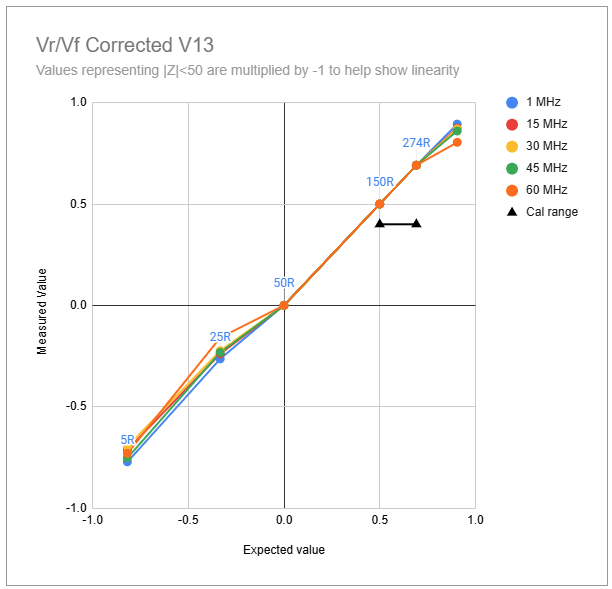 Vr/Vf Corrected V13
Values representing |Z|<50 are multiplied by -1 to help show linearity
1.0
0.5
0.0
-0.5
-1.0
Measured Value
-1.0
-0.5
0.0
0.5
1.0
Expected value
5R
25R
50R
150R
274R
1 MHz
15 MHz
30 MHz
45 MHz
60 MHz
Cal range